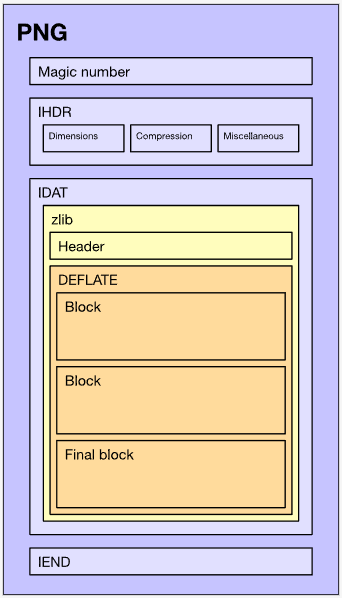 PNG
Magic number
IHDR
Dimensions Compression Miscellaneous
IDAT
zlib
Header
DEFLATE
Block
Block
Final block
IEND